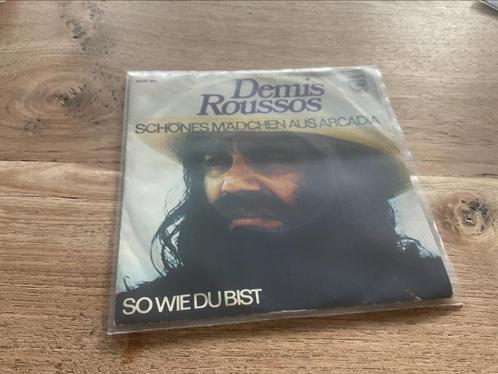 Demis
Roussos
SCHÖNES MÄDCHEN AUS ARCADIA
SO WIE DU BIST